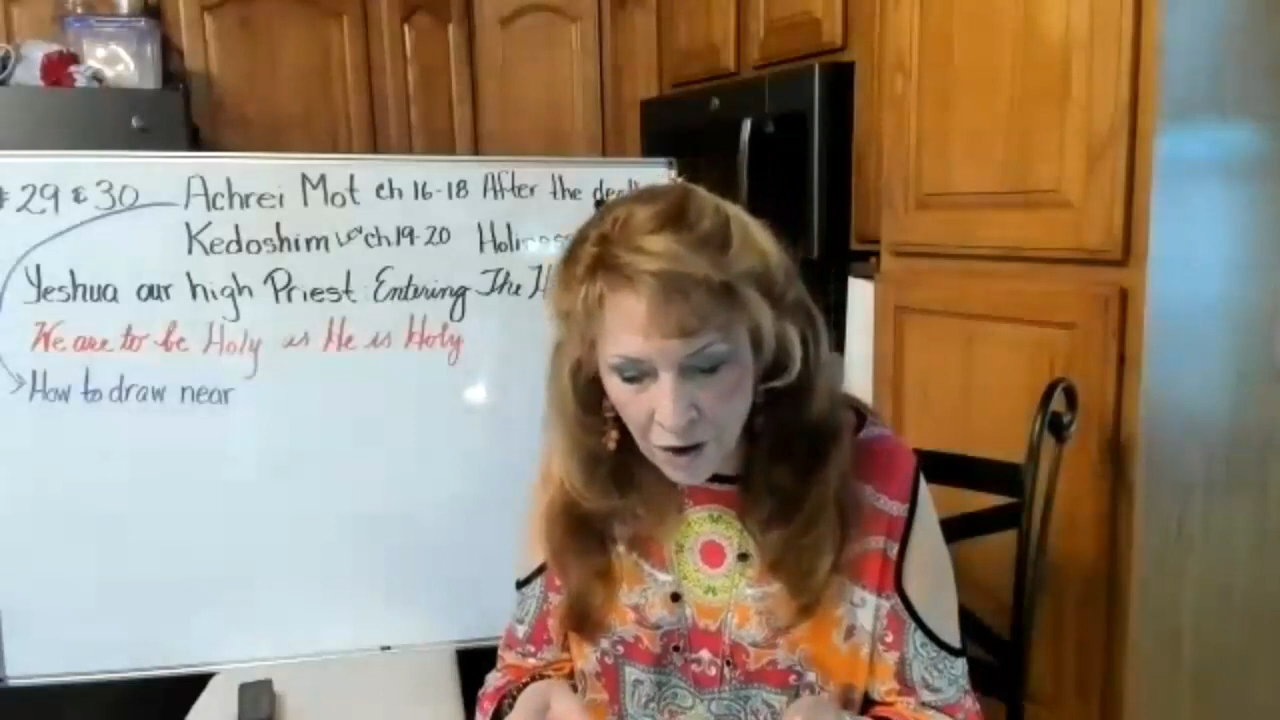 #29 & 30 Achrei Mot ch 16-18 After the
Kedoshim ch 19-20
Yeshua our high Priest Entering The
We are to be Holy as He is Holy
How to draw near